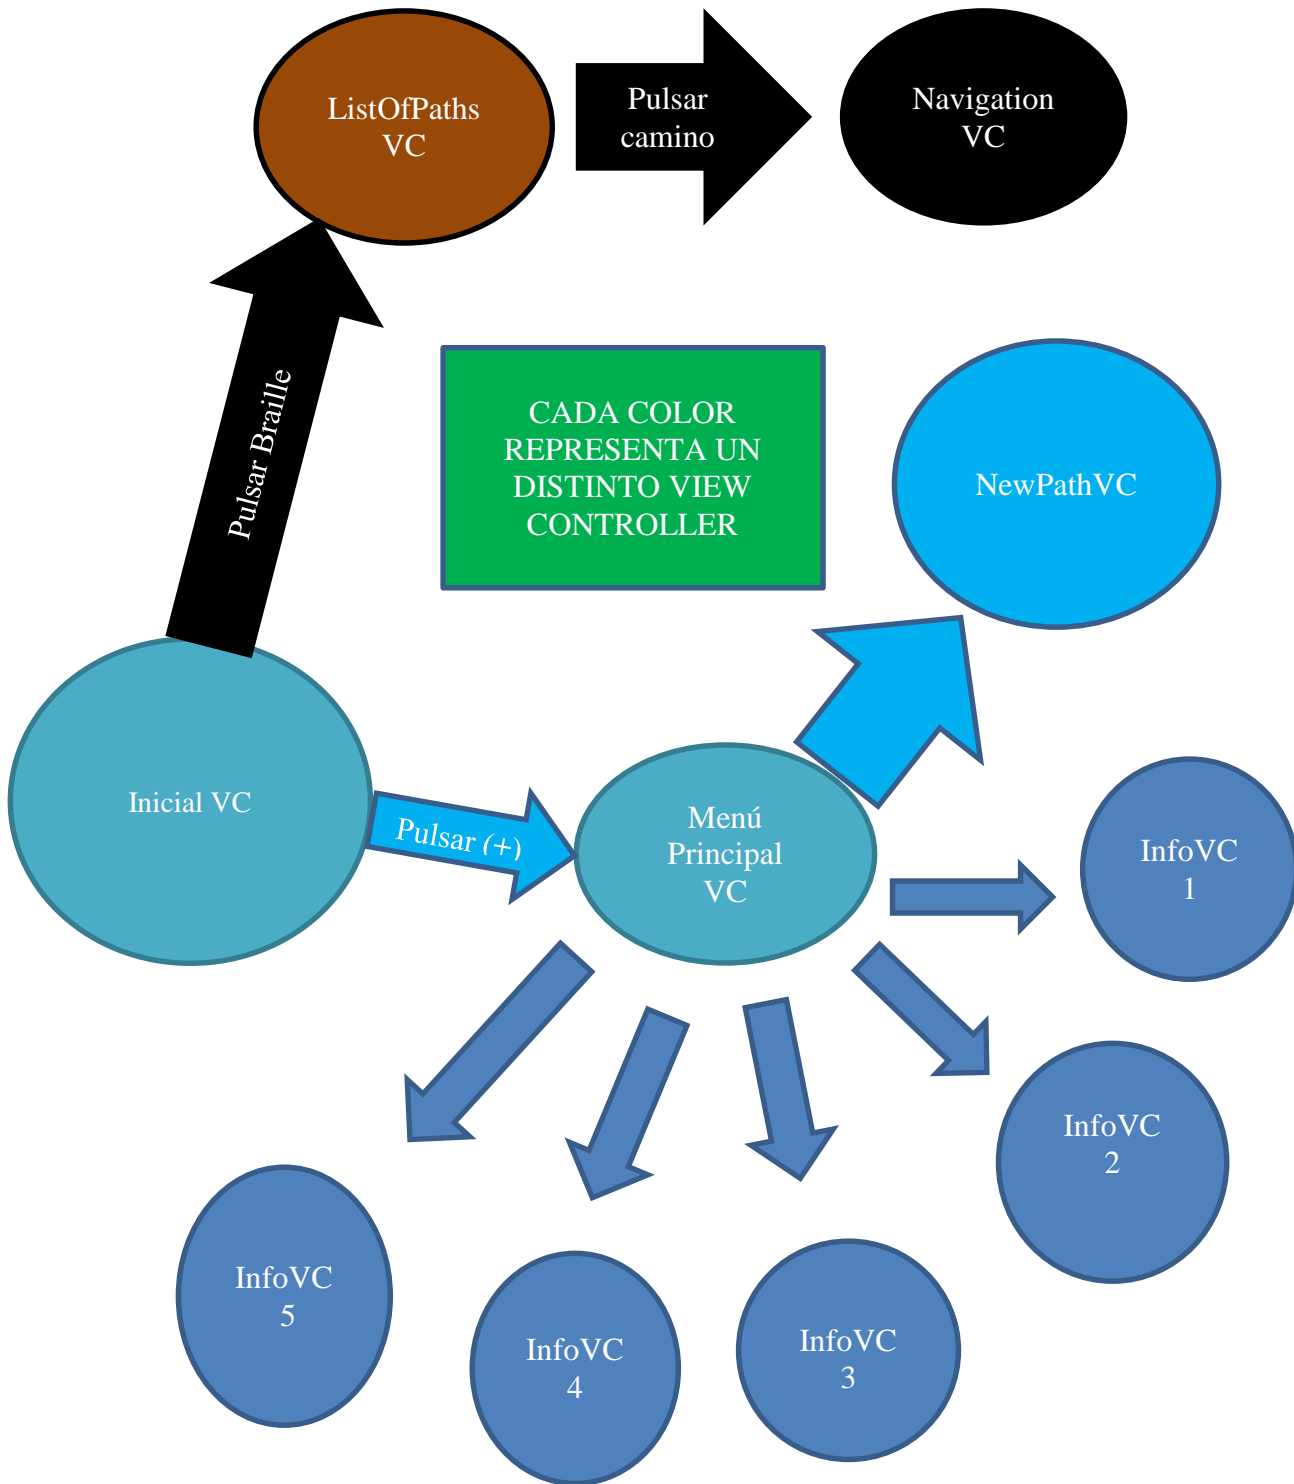 ListOfPaths
VC
Pulsar
camino
Navigation
VC
Pulsar Braille
CADA COLOR
REPRESENTA UN
DISTINTO VIEW
CONTROLLER
NewPathVC
Inicial VC
Pulsar (+)
Menú
Principal
VC
InfoVC
1
InfoVC
2
InfoVC
3
InfoVC
4
InfoVC
5